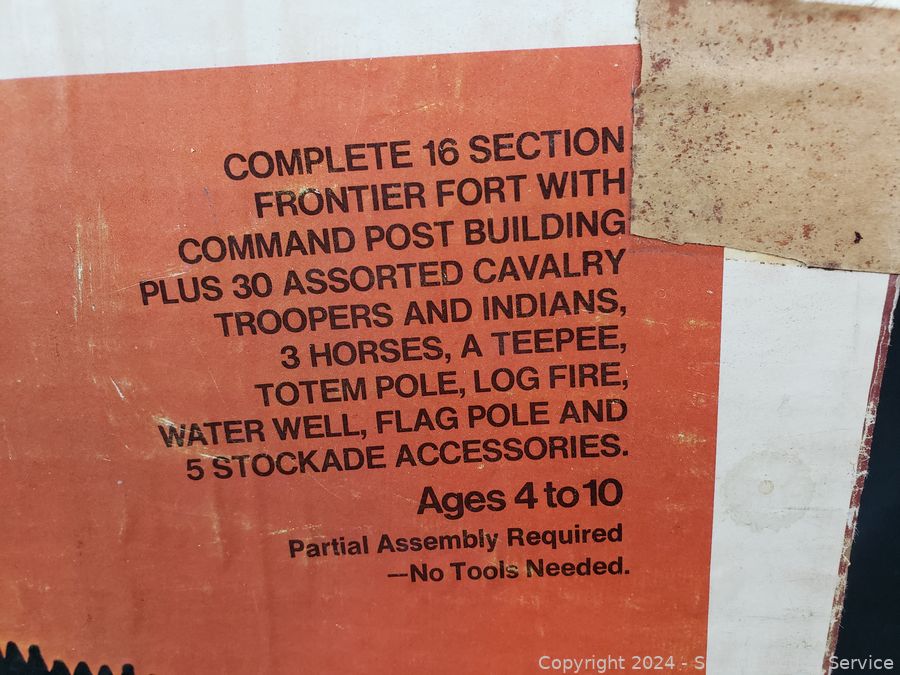 COMPLETE 16 SECTION
FRONTIER FORT WITH
COMMAND POST BUILDING
PLUS 30 ASSORTED CAVALRY
TROOPERS AND INDIANS,
3 HORSES, A TEEPEE,
TOTEM POLE, LOG FIRE,
WATER WELL, FLAG POLE AND
5 STOCKADE ACCESSORIES.
Ages 4 to 10
Partial Assembly Required
—No Tools Needed.
Copyright 2024 - S Service